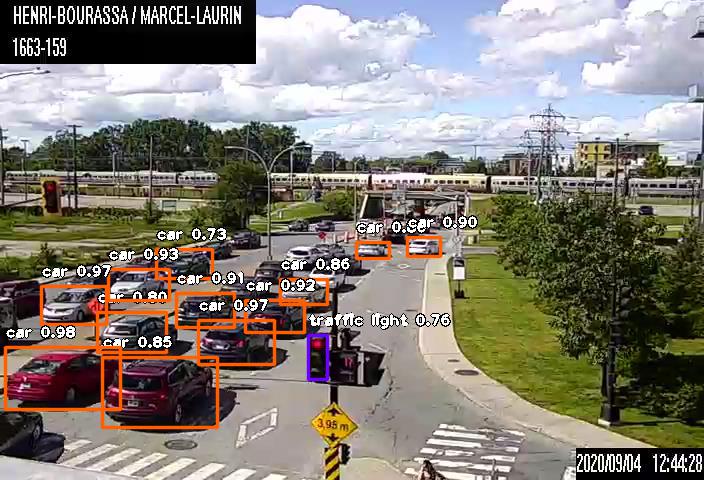 HENRI-BOURASSA / MARCEL-LAURIN
1663-159
car 0.90
car 0.73
car 0.93
car 0.86
car 0.97
car 0.91
car 0.92
car 0.80
car 0.97
traffic light 0.76
car 0.98
car 0.85
3,95 m
2020/09/04 12:44:28